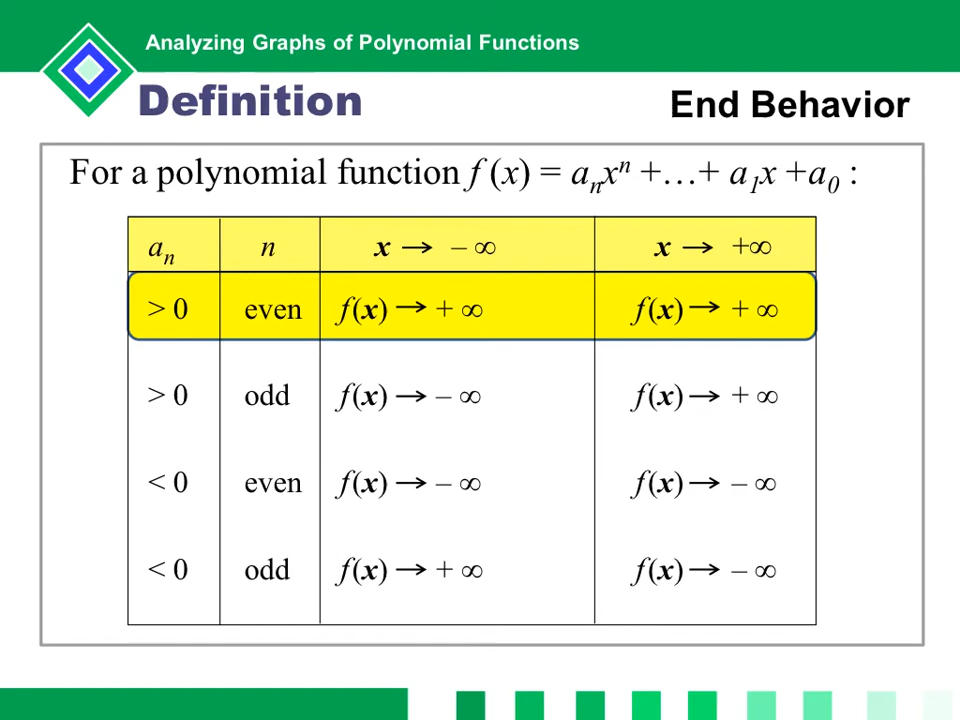 Analyzing Graphs of Polynomial Functions
Definition
End Behavior
For a polynomial function f (x) = aₙxⁿ +…+ a₁x +a₀ :
aₙ n x → – ∞ x → +∞
> 0 even f(x) → + ∞ f(x) → + ∞
> 0 odd f(x) → – ∞ f(x) → + ∞
< 0 even f(x) → – ∞ f(x) → – ∞
< 0 odd f(x) → + ∞ f(x) → – ∞